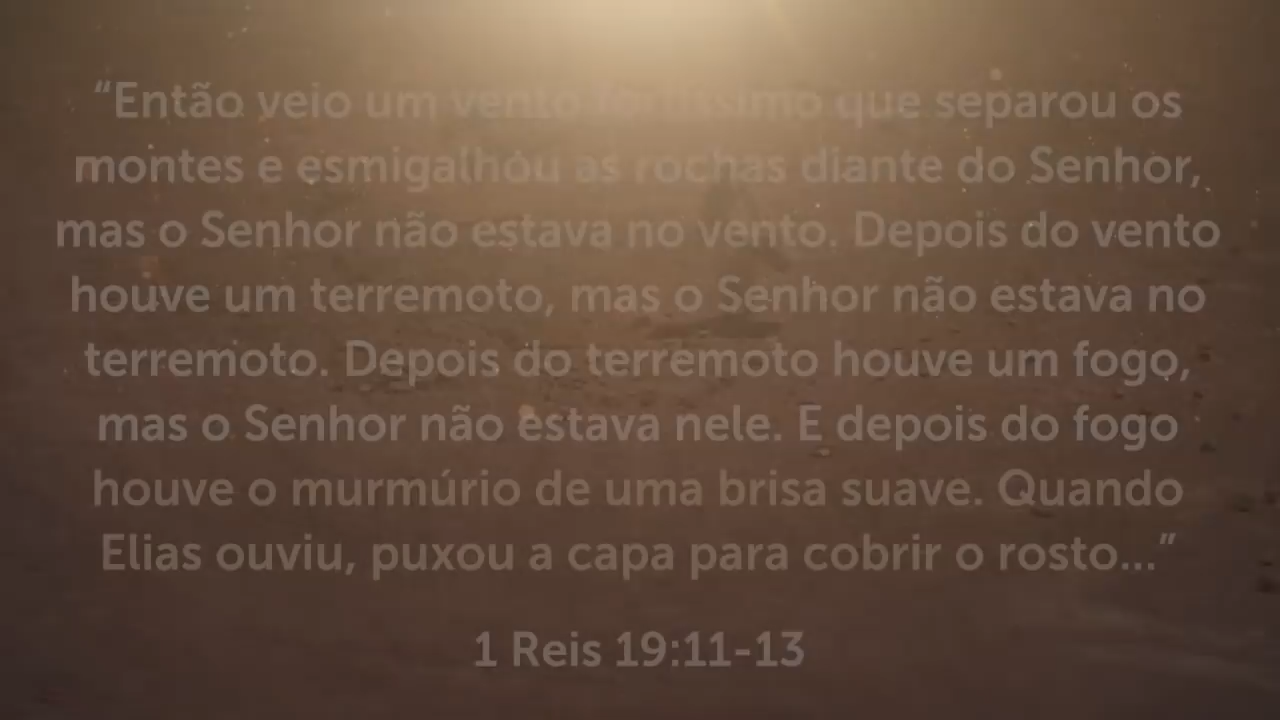 “Então veio um vento fortíssimo que separou os
montes e esmigalhou as rochas diante do Senhor,
mas o Senhor não estava no vento. Depois do vento
houve um terremoto, mas o Senhor não estava no
terremoto. Depois do terremoto houve um fogo,
mas o Senhor não estava nele. E depois do fogo
houve o murmúrio de uma brisa suave. Quando
Elias ouviu, puxou a capa para cobrir o rosto...”
1 Reis 19:11-13